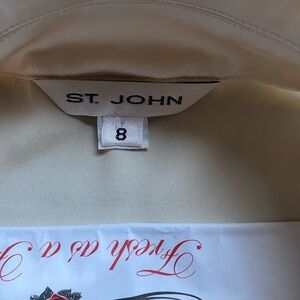 ST. JOHN
8
Fresh as a